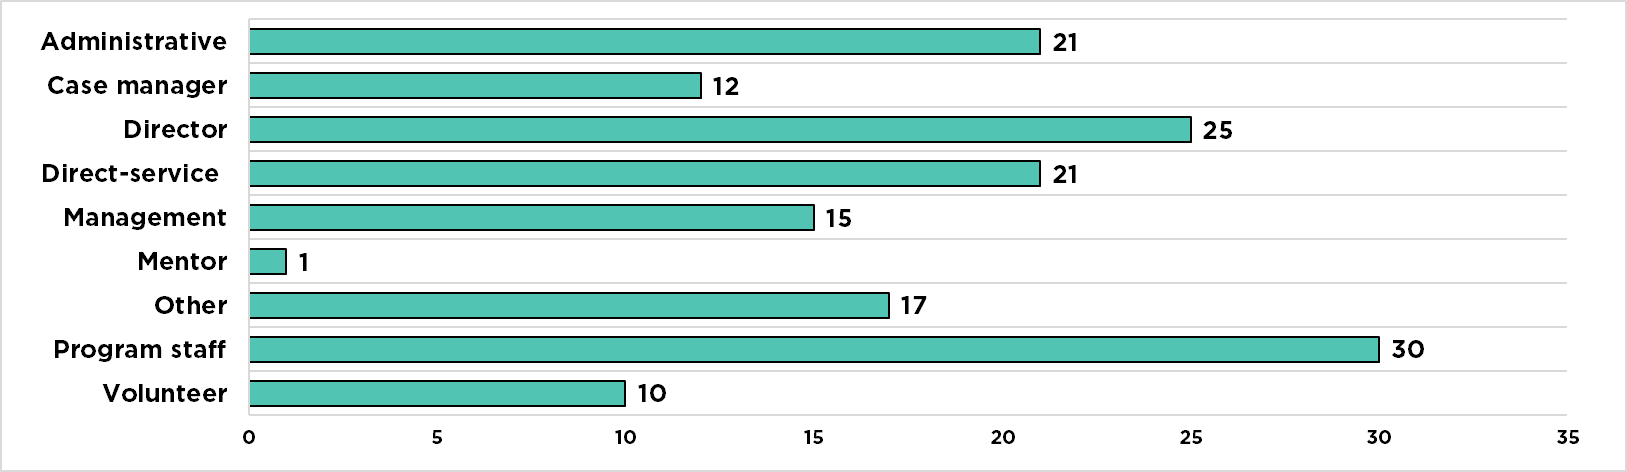 Administrative 21
Case manager 12
Director 25
Direct-service 21
Management 15
Mentor 1
Other 17
Program staff 30
Volunteer 10
0 5 10 15 20 25 30 35